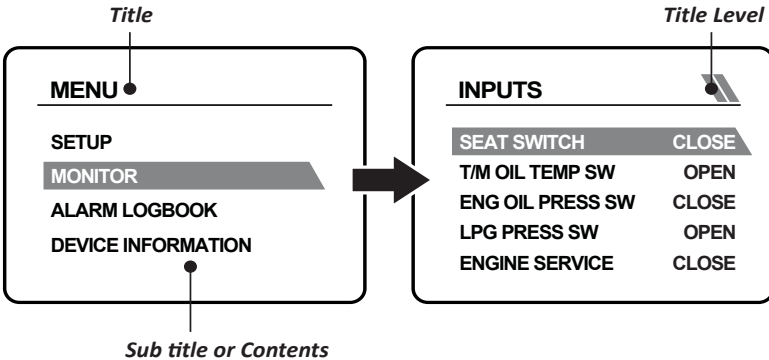 Title
Title Level
MENU
SETUP
MONITOR
ALARM LOGBOOK
DEVICE INFORMATION
Sub title or Contents
INPUTS
SEAT SWITCH CLOSE
T/M OIL TEMP SW OPEN
ENG OIL PRESS SW CLOSE
LPG PRESS SW OPEN
ENGINE SERVICE CLOSE